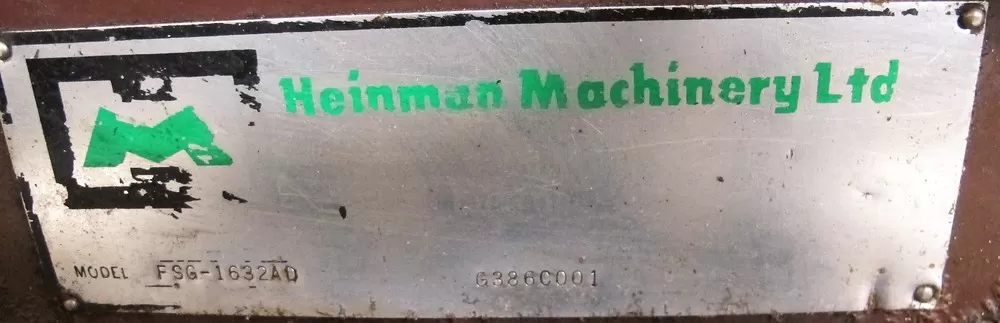 Heinman Machinery Ltd
MODEL FSG-1632AD G386C001